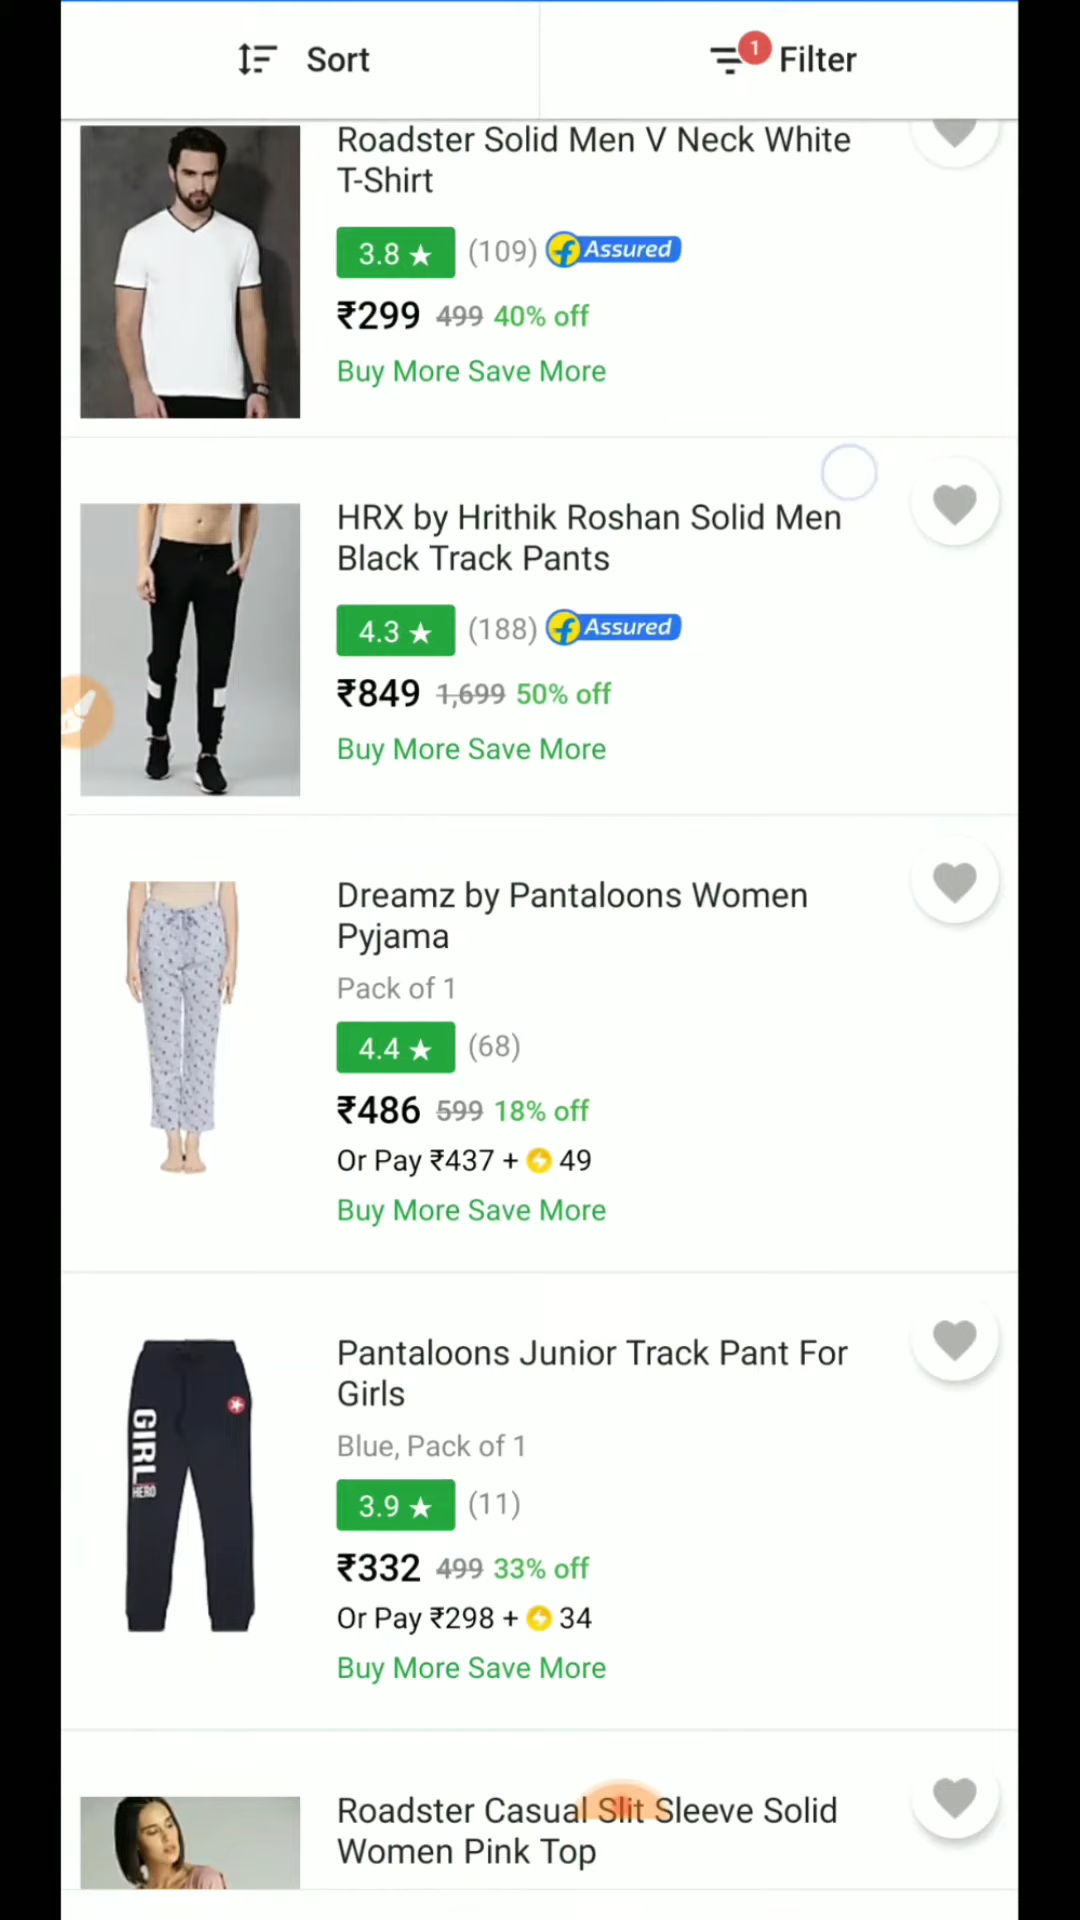 Sort
1
Filter
Roadster Solid Men V Neck White
T-Shirt
3.8 ★ (109) Assured
₹299 499 40% off
Buy More Save More
HRX by Hrithik Roshan Solid Men
Black Track Pants
4.3 ★ (188) Assured
₹849 1,699 50% off
Buy More Save More
Dreamz by Pantaloons Women
Pyjama
Pack of 1
4.4 ★ (68)
₹486 599 18% off
Or Pay ₹437 + 49
Buy More Save More
GIRL
HERO
Pantaloons Junior Track Pant For
Girls
Blue, Pack of 1
3.9 ★ (11)
₹332 499 33% off
Or Pay ₹298 + 34
Buy More Save More
Roadster Casual Slit Sleeve Solid
Women Pink Top